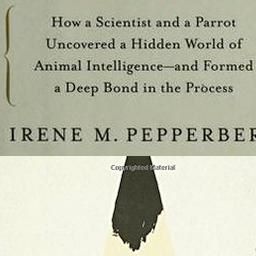 How a Scientist and a Parrot
Uncovered a Hidden World of
Animal Intelligence—and Formed
a Deep Bond in the Process
IRENE M. PEPPERBER
Copyrighted Material